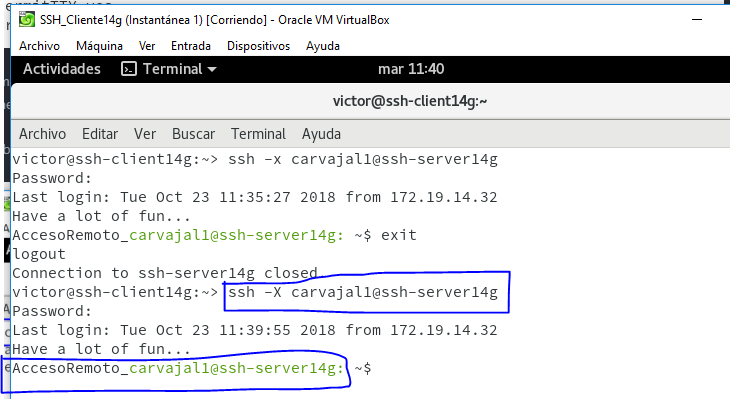 SSH_Cliente14g (Instantánea 1) [Corriendo] - Oracle VM VirtualBox
Archivo Máquina Ver Entrada Dispositivos Ayuda
Actividades Terminal mar 11:40
victor@ssh-client14g:~
Archivo Editar Ver Buscar Terminal Ayuda
victor@ssh-client14g:~> ssh -x carvajal1@ssh-server14g
Password:
Last login: Tue Oct 23 11:35:27 2018 from 172.19.14.32
Have a lot of fun...
AccesoRemoto_carvajal1@ssh-server14g: ~$ exit
logout
Connection to ssh-server14g closed.
victor@ssh-client14g:~> ssh -X carvajal1@ssh-server14g
Password:
Last login: Tue Oct 23 11:39:55 2018 from 172.19.14.32
Have a lot of fun...
AccesoRemoto_carvajal1@ssh-server14g: ~$